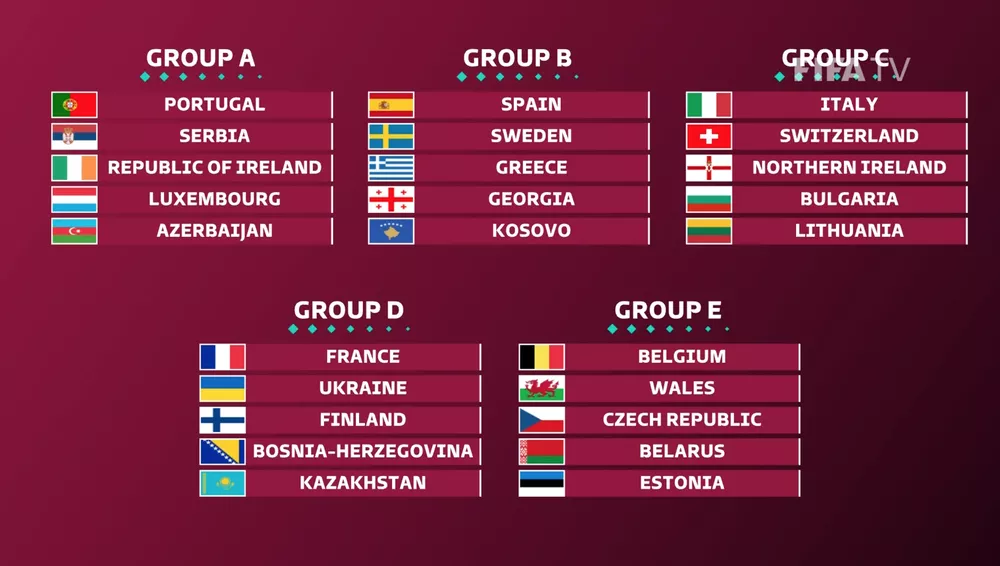 GROUP A
PORTUGAL
SERBIA
REPUBLIC OF IRELAND
LUXEMBOURG
AZERBAIJAN
GROUP B
SPAIN
SWEDEN
GREECE
GEORGIA
KOSOVO
GROUP C
FIFA TV
ITALY
SWITZERLAND
NORTHERN IRELAND
BULGARIA
LITHUANIA
GROUP D
FRANCE
UKRAINE
FINLAND
BOSNIA-HERZEGOVINA
KAZAKHSTAN
GROUP E
BELGIUM
WALES
CZECH REPUBLIC
BELARUS
ESTONIA